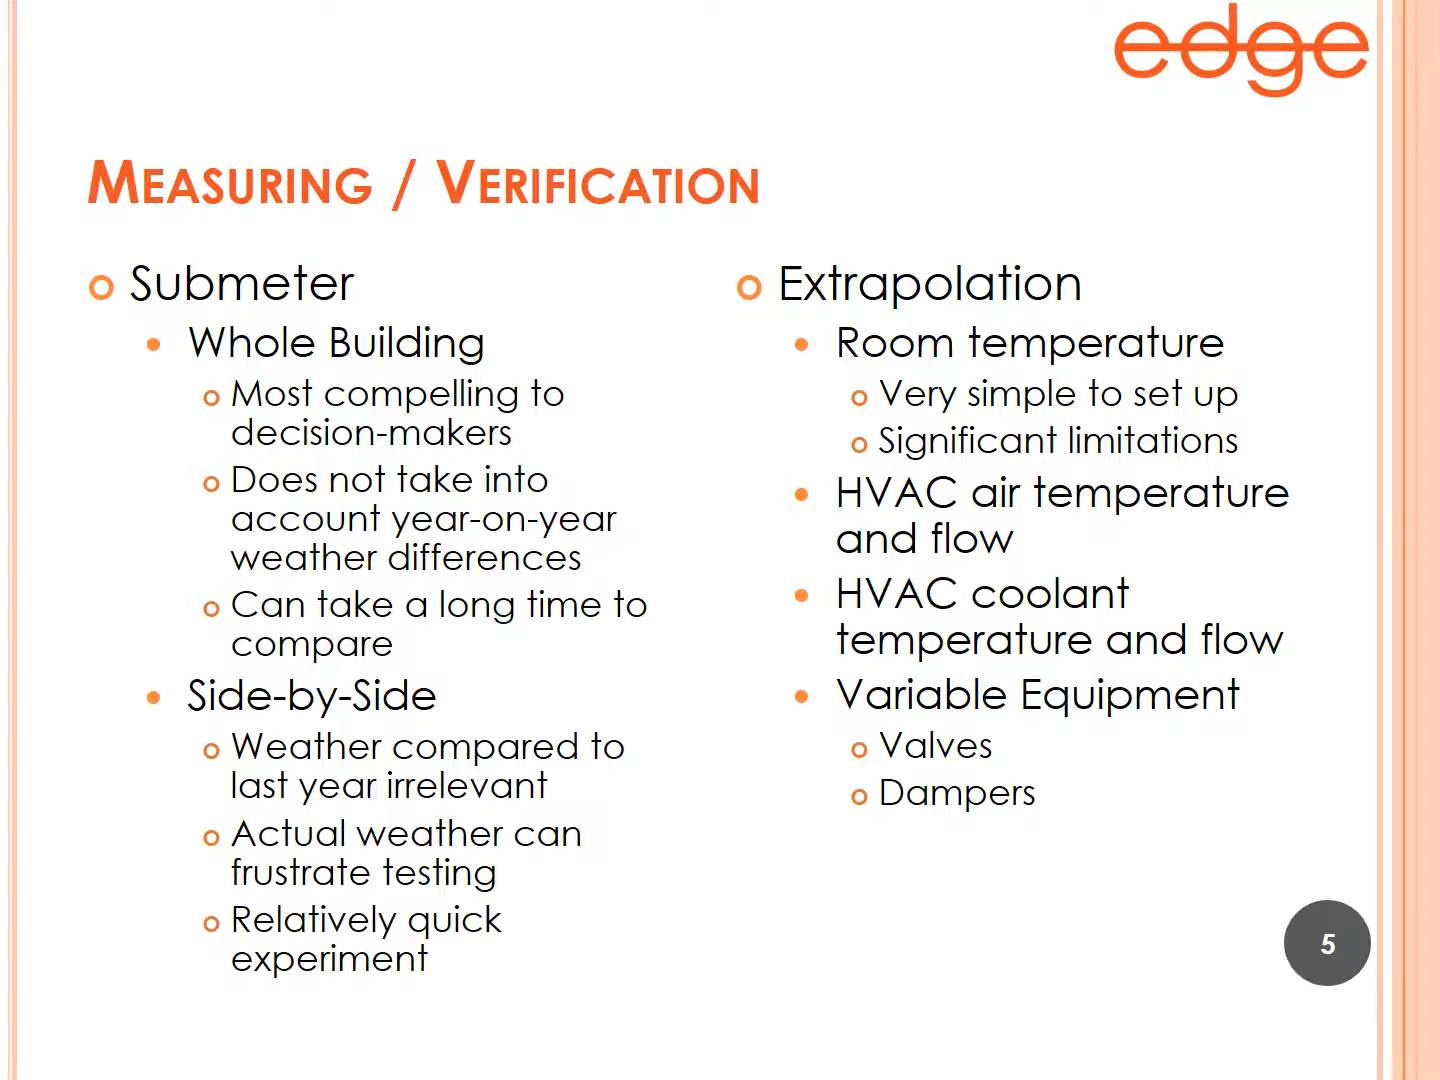 edge
MEASURING / VERIFICATION
Submeter
Whole Building
Most compelling to
decision-makers
Does not take into
account year-on-year
weather differences
Can take a long time to
compare
Side-by-Side
Weather compared to
last year irrelevant
Actual weather can
frustrate testing
Relatively quick
experiment
Extrapolation
Room temperature
Very simple to set up
Significant limitations
HVAC air temperature
and flow
HVAC coolant
temperature and flow
Variable Equipment
Valves
Dampers
5